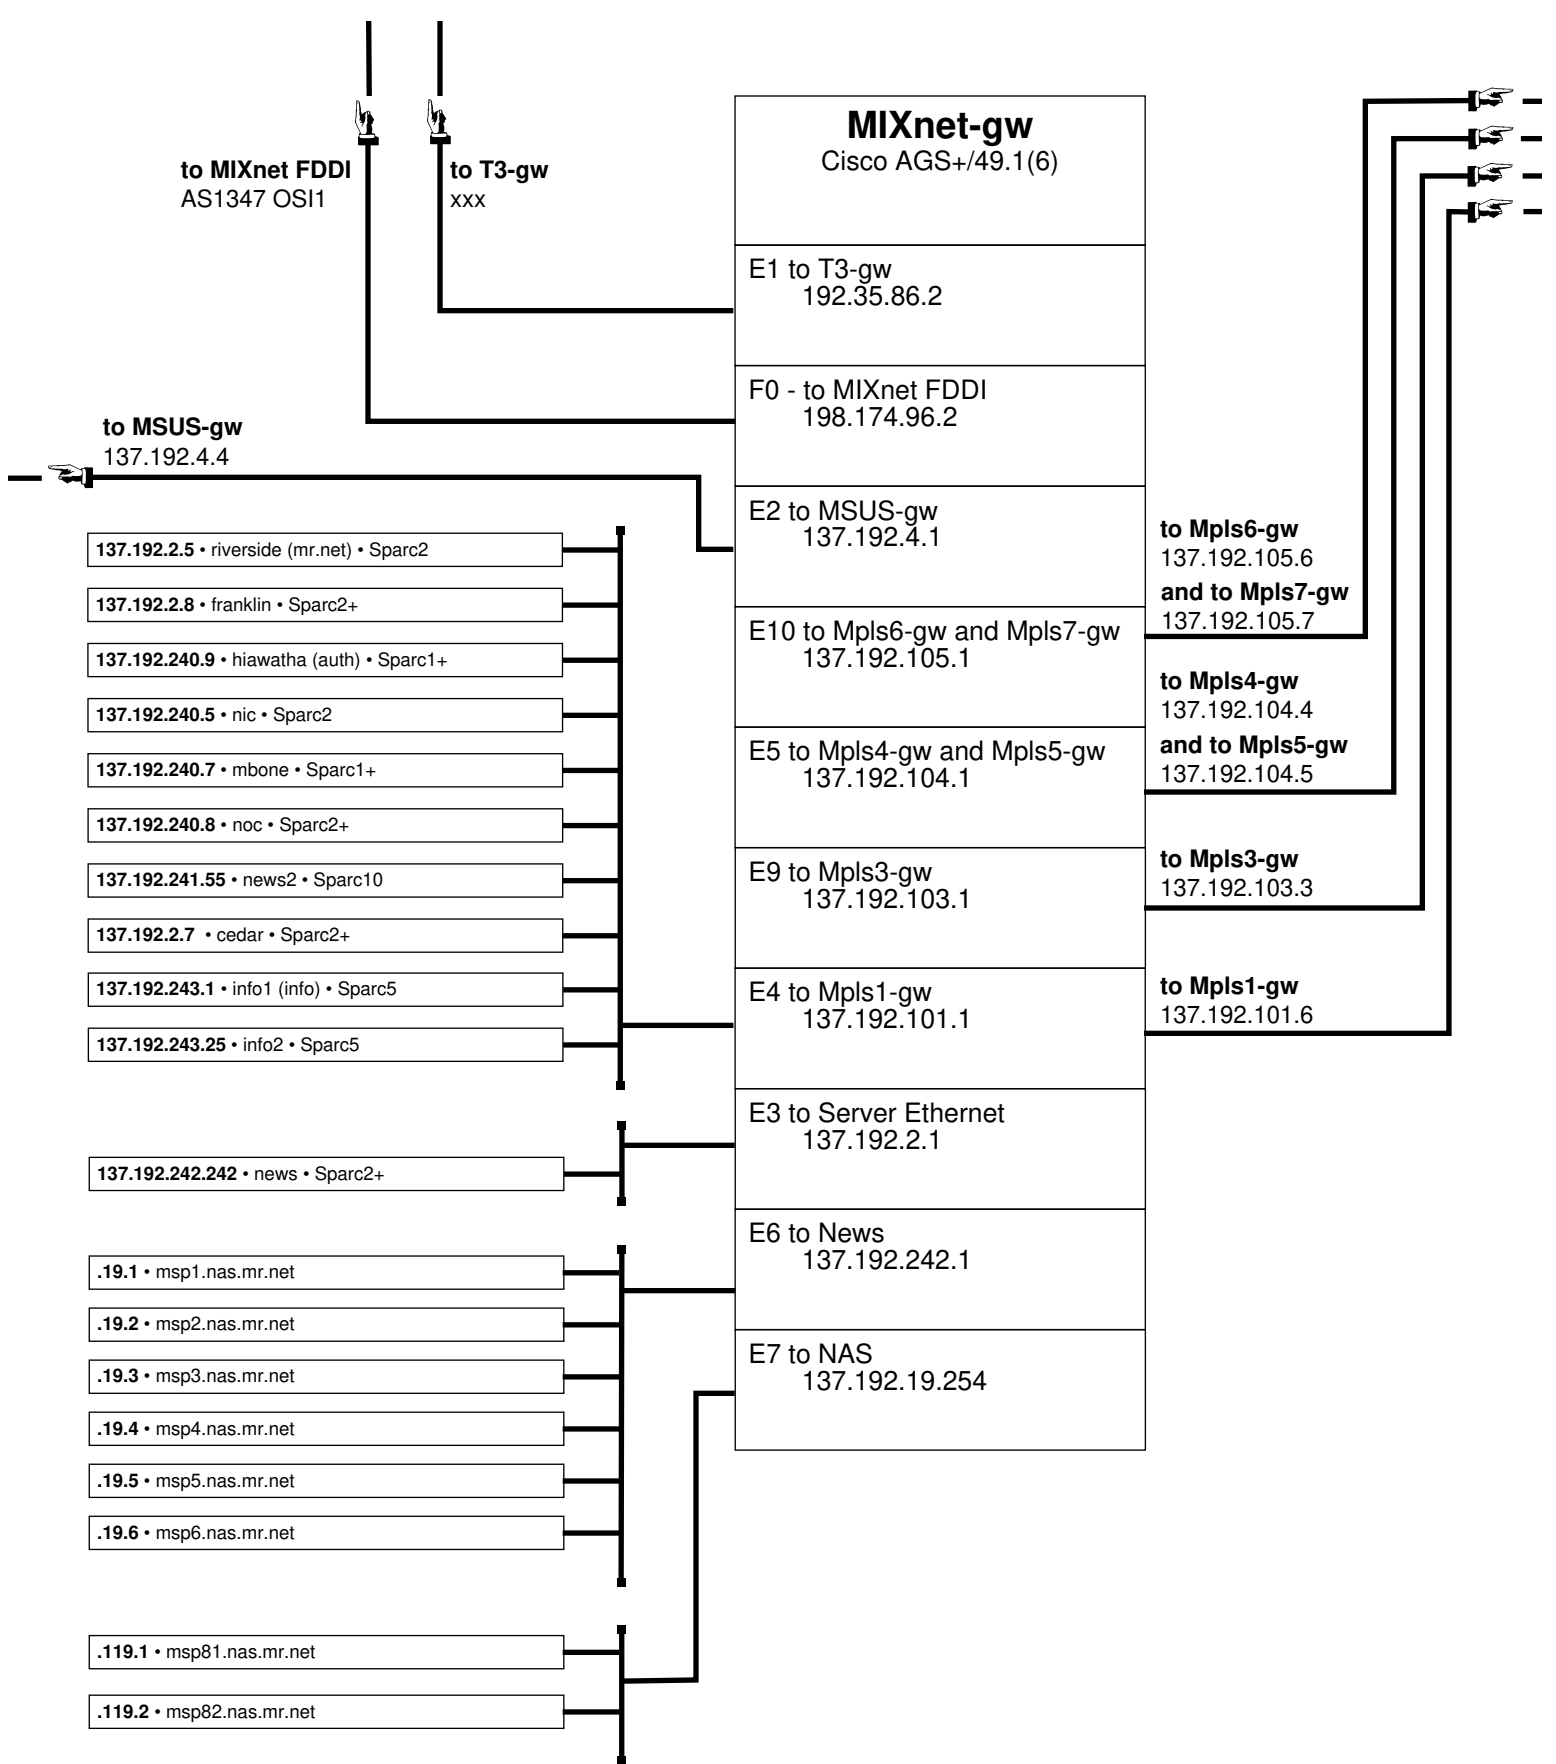 to MIXnet FDDI
AS1347 OSI1
to T3-gw
xxx
MIXnet-gw
Cisco AGS+/49.1(6)
E1 to T3-gw
192.35.86.2
F0 - to MIXnet FDDI
198.174.96.2
to MSUS-gw
137.192.4.4
E2 to MSUS-gw
137.192.4.1
E10 to Mpls6-gw and Mpls7-gw
137.192.105.1
E5 to Mpls4-gw and Mpls5-gw
137.192.104.1
E9 to Mpls3-gw
137.192.103.1
E4 to Mpls1-gw
137.192.101.1
E3 to Server Ethernet
137.192.2.1
E6 to News
137.192.242.1
E7 to NAS
137.192.19.254
to Mpls6-gw
137.192.105.6
and to Mpls7-gw
137.192.105.7
to Mpls4-gw
137.192.104.4
and to Mpls5-gw
137.192.104.5
to Mpls3-gw
137.192.103.3
to Mpls1-gw
137.192.101.6
137.192.2.5 • riverside (mr.net) • Sparc2
137.192.2.8 • franklin • Sparc2+
137.192.240.9 • hiawatha (auth) • Sparc1+
137.192.240.5 • nic • Sparc2
137.192.240.7 • mbone • Sparc1+
137.192.240.8 • noc • Sparc2+
137.192.241.55 • news2 • Sparc10
137.192.2.7 • cedar • Sparc2+
137.192.243.1 • info1 (info) • Sparc5
137.192.243.25 • info2 • Sparc5
137.192.242.242 • news • Sparc2+
.19.1 • msp1.nas.mr.net
.19.2 • msp2.nas.mr.net
.19.3 • msp3.nas.mr.net
.19.4 • msp4.nas.mr.net
.19.5 • msp5.nas.mr.net
.19.6 • msp6.nas.mr.net
.119.1 • msp81.nas.mr.net
.119.2 • msp82.nas.mr.net